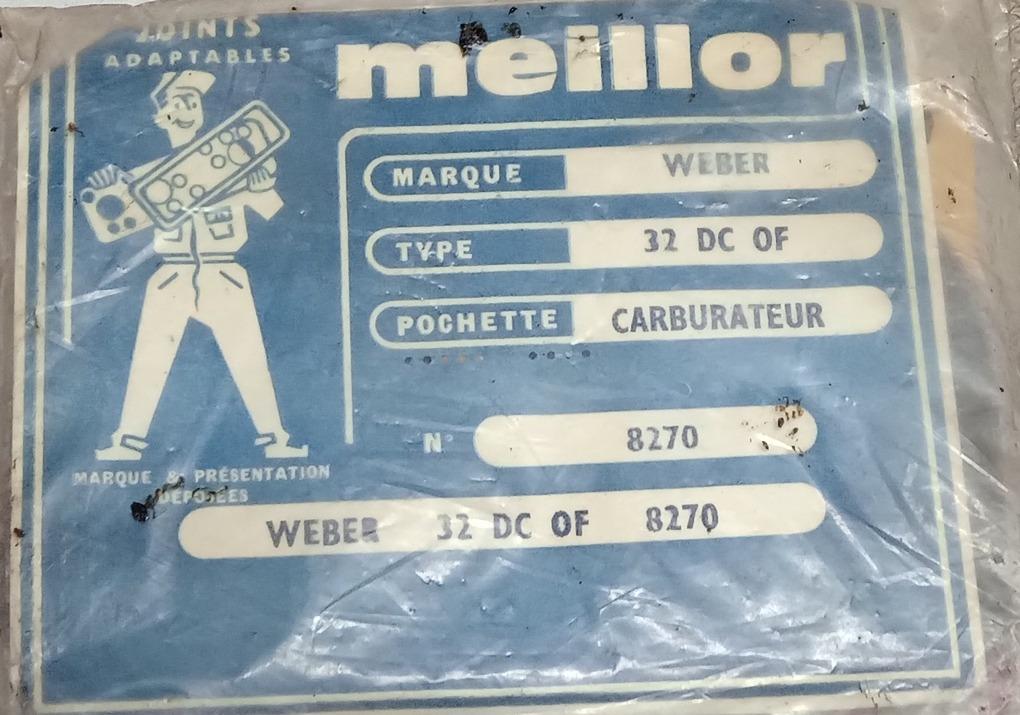 JOINTS
ADAPTABLES
meillor
MARQUE WEBER
TYPE 32 DC OF
POCHETTE CARBURATEUR
N° 8270
MARQUE & PRÉSENTATION
DÉPOSÉES
WEBER 32 DC OF 8270